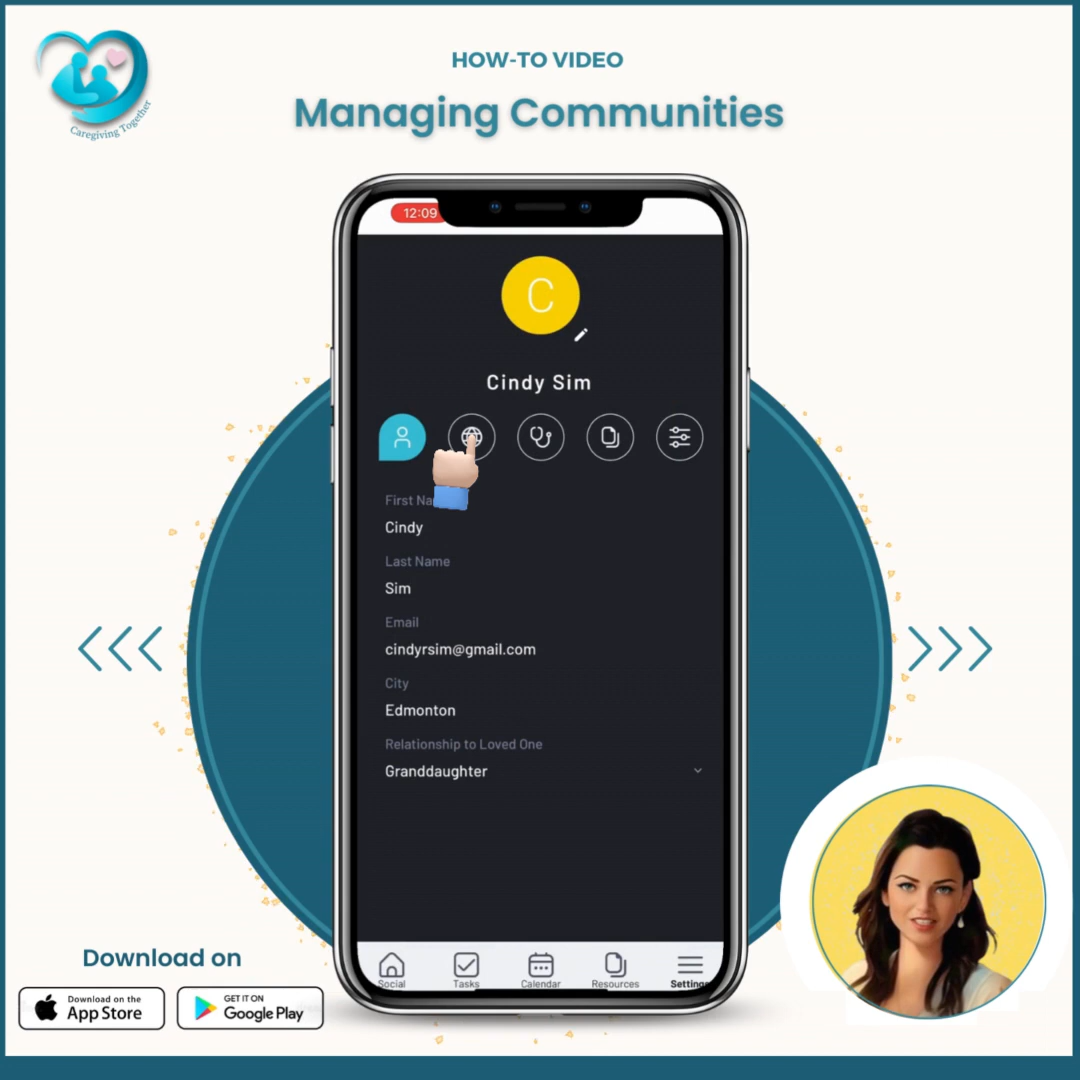 Caregiving Together
HOW-TO VIDEO
Managing Communities
12:09
C
Cindy Sim
First Na
Cindy
Last Name
Sim
Email
cindyrsim@gmail.com
City
Edmonton
Relationship to Loved One
Granddaughter
Social Tasks Calendar Resources Settings
Download on
Download on the
App Store
GET IT ON
Google Play